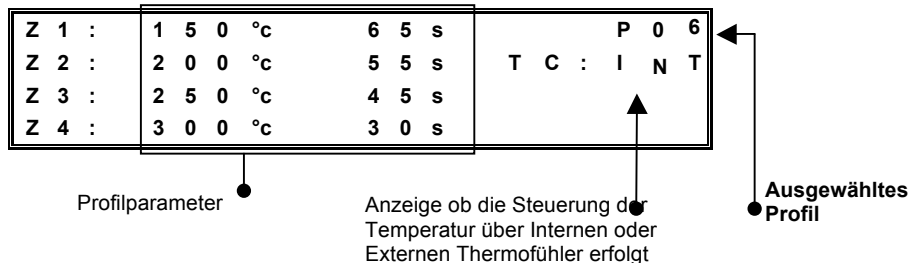 Z 1 : 1 5 0 °c 6 5 s P 0 6
Z 2 : 2 0 0 °c 5 5 s T C : I N T
Z 3 : 2 5 0 °c 4 5 s
Z 4 : 3 0 0 °c 3 0 s
Profilparameter
Anzeige ob die Steuerung der
Temperatur über Internen oder
Externen Thermofühler erfolgt
Ausgewähltes
Profil